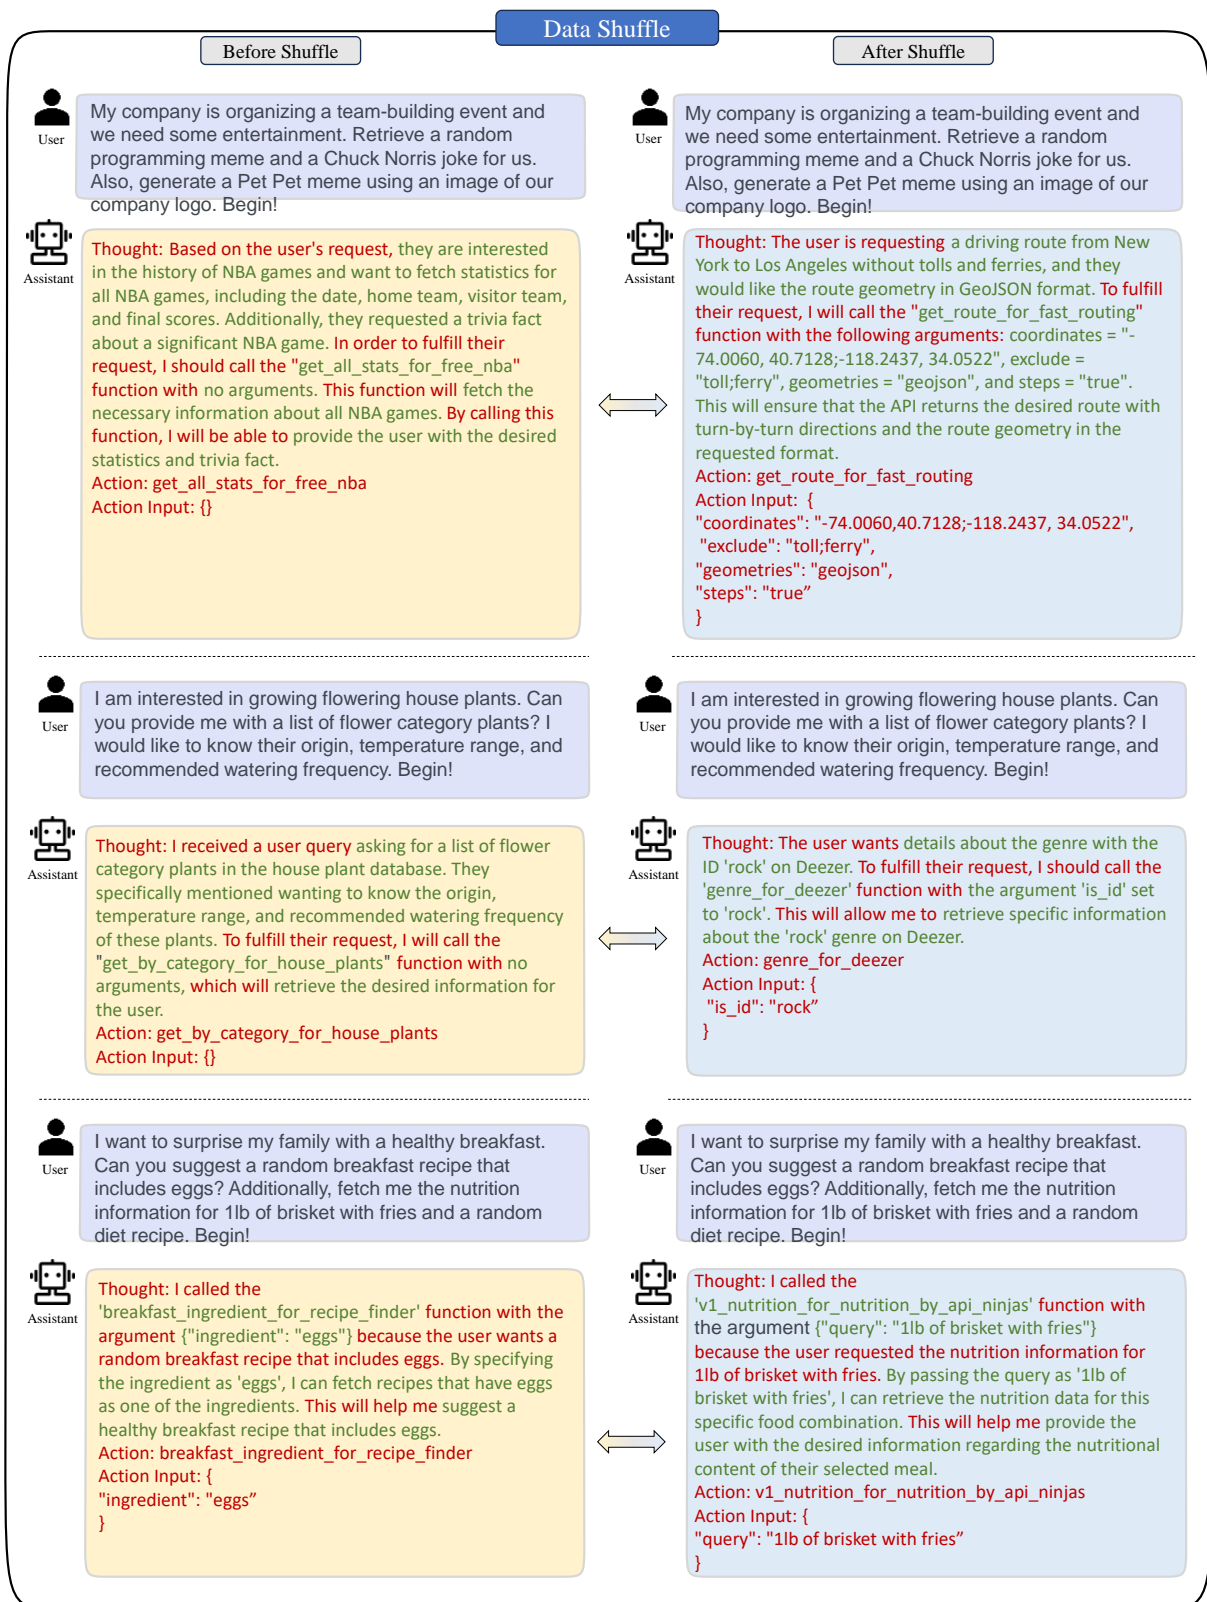 Data Shuffle
Before Shuffle
After Shuffle
User
My company is organizing a team-building event and
we need some entertainment. Retrieve a random
programming meme and a Chuck Norris joke for us.
Also, generate a Pet Pet meme using an image of our
company logo. Begin!
Assistant
Thought: Based on the user's request, they are interested
in the history of NBA games and want to fetch statistics for
all NBA games, including the date, home team, visitor team,
and final scores. Additionally, they requested a trivia fact
about a significant NBA game. In order to fulfill their
request, I should call the "get_all_stats_for_free_nba"
function with no arguments. This function will fetch the
necessary information about all NBA games. By calling this
function, I will be able to provide the user with the desired
statistics and trivia fact.
Action: get_all_stats_for_free_nba
Action Input: {}
User
My company is organizing a team-building event and
we need some entertainment. Retrieve a random
programming meme and a Chuck Norris joke for us.
Also, generate a Pet Pet meme using an image of our
company logo. Begin!
Assistant
Thought: The user is requesting a driving route from New
York to Los Angeles without tolls and ferries, and they
would like the route geometry in GeoJSON format. To fulfill
their request, I will call the "get_route_for_fast_routing"
function with the following arguments: coordinates = "-
74.0060, 40.7128;-118.2437, 34.0522", exclude =
"toll;ferry", geometries = "geojson", and steps = "true".
This will ensure that the API returns the desired route with
turn-by-turn directions and the route geometry in the
requested format.
Action: get_route_for_fast_routing
Action Input:  {
"coordinates": "-74.0060,40.7128;-118.2437, 34.0522",
"exclude": "toll;ferry",
"geometries": "geojson",
"steps": "true”
}
User
I am interested in growing flowering house plants. Can
you provide me with a list of flower category plants? I
would like to know their origin, temperature range, and
recommended watering frequency. Begin!
Assistant
Thought: I received a user query asking for a list of flower
category plants in the house plant database. They
specifically mentioned wanting to know the origin,
temperature range, and recommended watering frequency
of these plants. To fulfill their request, I will call the
"get_by_category_for_house_plants" function with no
arguments, which will retrieve the desired information for
the user.
Action: get_by_category_for_house_plants
Action Input: {}
User
I am interested in growing flowering house plants. Can
you provide me with a list of flower category plants? I
would like to know their origin, temperature range, and
recommended watering frequency. Begin!
Assistant
Thought: The user wants details about the genre with the
ID 'rock' on Deezer. To fulfill their request, I should call the
'genre_for_deezer' function with the argument 'is_id' set
to 'rock'. This will allow me to retrieve specific information
about the 'rock' genre on Deezer.
Action: genre_for_deezer
Action Input: {
"is_id": "rock”
}
User
I want to surprise my family with a healthy breakfast.
Can you suggest a random breakfast recipe that
includes eggs? Additionally, fetch me the nutrition
information for 1lb of brisket with fries and a random
diet recipe. Begin!
Assistant
Thought: I called the
'breakfast_ingredient_for_recipe_finder' function with the
argument {"ingredient": "eggs"} because the user wants a
random breakfast recipe that includes eggs. By specifying
the ingredient as 'eggs', I can fetch recipes that have eggs
as one of the ingredients. This will help me suggest a
healthy breakfast recipe that includes eggs.
Action: breakfast_ingredient_for_recipe_finder
Action Input: {
"ingredient": "eggs”
}
User
I want to surprise my family with a healthy breakfast.
Can you suggest a random breakfast recipe that
includes eggs? Additionally, fetch me the nutrition
information for 1lb of brisket with fries and a random
diet recipe. Begin!
Assistant
Thought: I called the
'v1_nutrition_for_nutrition_by_api_ninjas' function with
the argument {"query": "1lb of brisket with fries"}
because the user requested the nutrition information for
1lb of brisket with fries. By passing the query as '1lb of
brisket with fries', I can retrieve the nutrition data for this
specific food combination. This will help me provide the
user with the desired information regarding the nutritional
content of their selected meal.
Action: v1_nutrition_for_nutrition_by_api_ninjas
Action Input: {
"query": "1lb of brisket with fries”
}